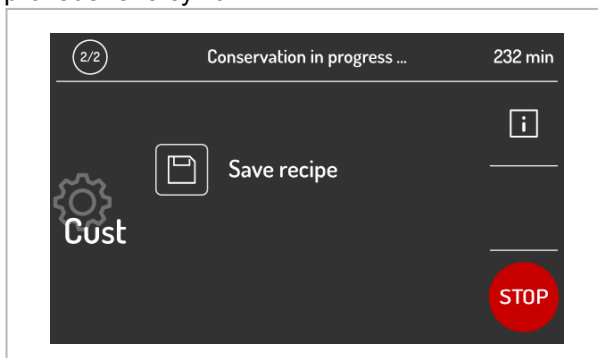 2/2
Conservation in progress ...
232 min
i
Save recipe
Cust
STOP